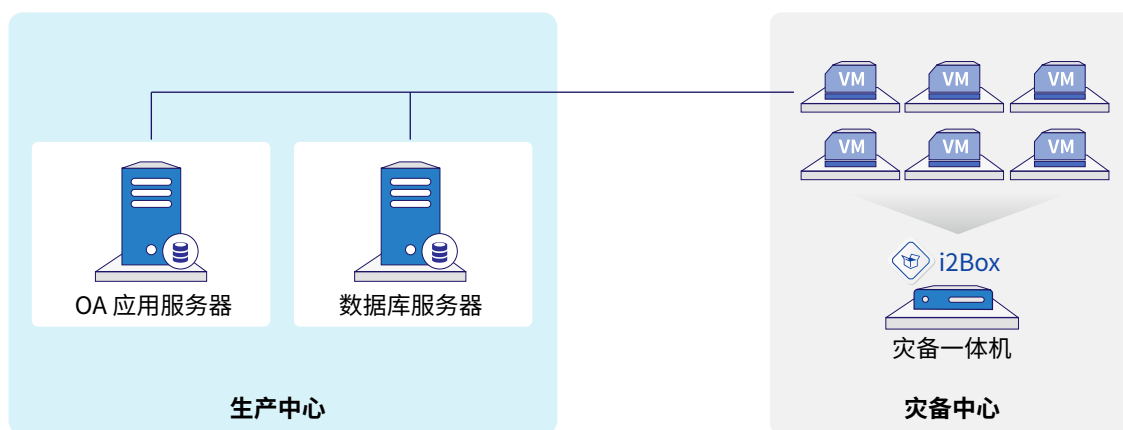 VM VM VM
VM VM VM
i2Box
OA 应用服务器
数据库服务器
灾备一体机
生产中心
灾备中心